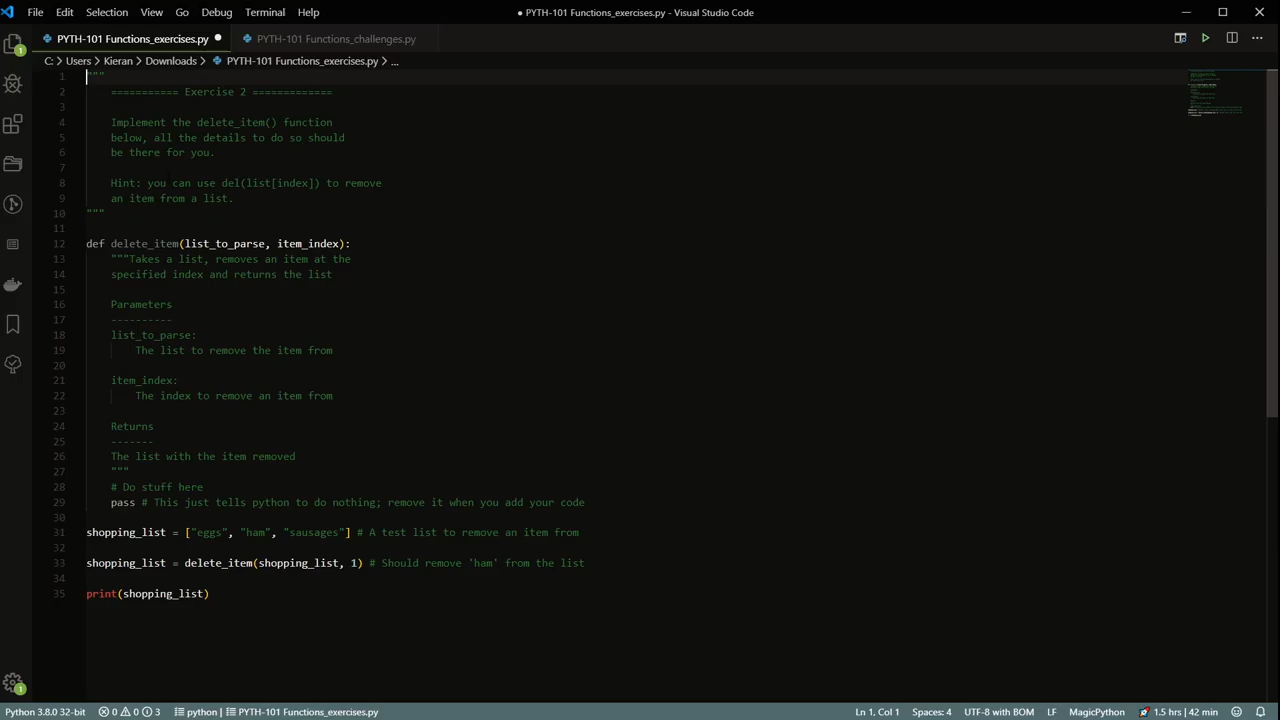 File Edit Selection View Go Debug Terminal Help
● PYTH-101 Functions_exercises.py - Visual Studio Code
PYTH-101 Functions_exercises.py ● PYTH-101 Functions_challenges.py
C: > Users > Kieran > Downloads > PYTH-101 Functions_exercises.py > ...
1 """
2 =========== Exercise 2 =============
3
4 Implement the delete_item() function
5 below, all the details to do so should
6 be there for you.
7
8 Hint: you can use del(list[index]) to remove
9 an item from a list.
10 """
11
12 def delete_item(list_to_parse, item_index):
13 """Takes a list, removes an item at the
14 specified index and returns the list
15
16 Parameters
17 ----------
18 list_to_parse:
19 The list to remove the item from
20
21 item_index:
22 The index to remove an item from
23
24 Returns
25 -------
26 The list with the item removed
27 """
28 # Do stuff here
29 pass # This just tells python to do nothing; remove it when you add your code
30
31 shopping_list = ["eggs", "ham", "sausages"] # A test list to remove an item from
32
33 shopping_list = delete_item(shopping_list, 1) # Should remove 'ham' from the list
34
35 print(shopping_list)
1
1
Python 3.8.0 32-bit 0 0 3 python | PYTH-101 Functions_exercises.py Ln 1, Col 1 Spaces: 4 UTF-8 with BOM LF MagicPython 1.5 hrs | 42 min